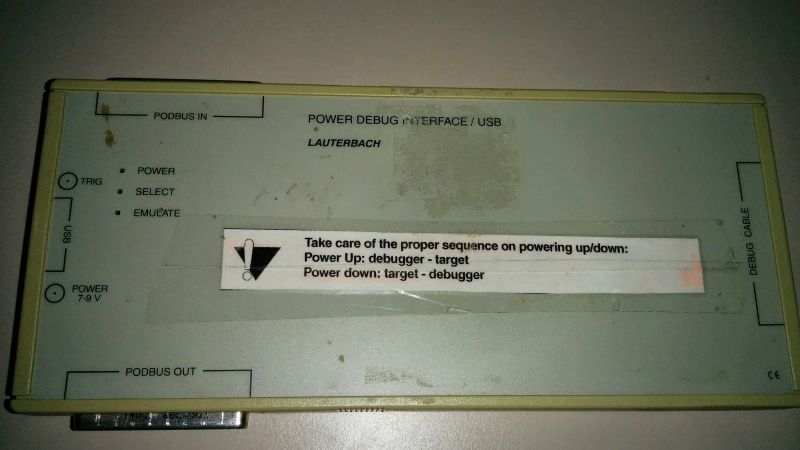 PODBUS IN
POWER DEBUG INTERFACE / USB
LAUTERBACH
TRIG
POWER
SELECT
EMULATE
USB
POWER
7-9 V
Take care of the proper sequence on powering up/down:
Power Up: debugger - target
Power down: target - debugger
DEBUG CABLE
PODBUS OUT
CE